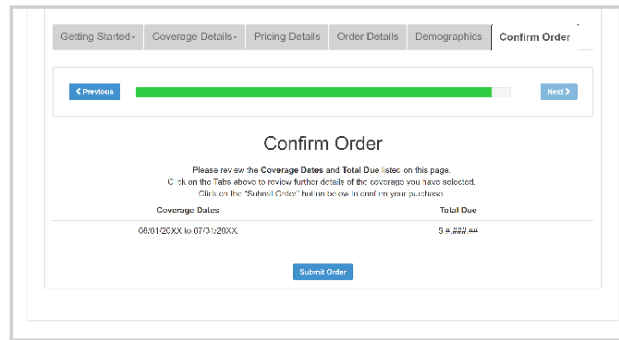 Getting Started Coverage Details Pricing Details Order Details Demographics Confirm Order
Previous Next
Confirm Order
Please review the Coverage Dates and Total Due listed on this page.
Click on the Tabs above to review further details of the coverage you have selected.
Click on the "Submit Order" button below to confirm your purchase
Coverage Dates Total Due
08/01/20XX to 07/31/20XX $ #,###.##
Submit Order